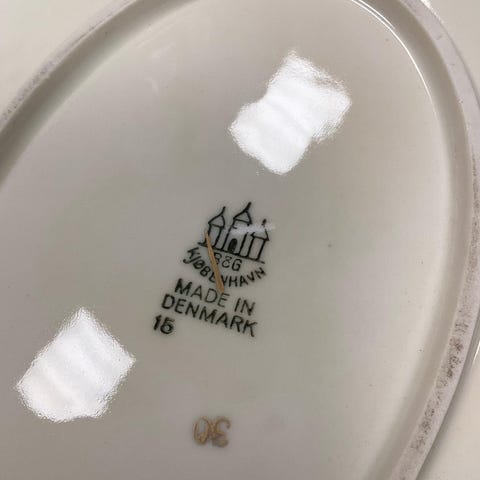 B&G
KJØBENHAVN
MADE IN
DENMARK
15
30